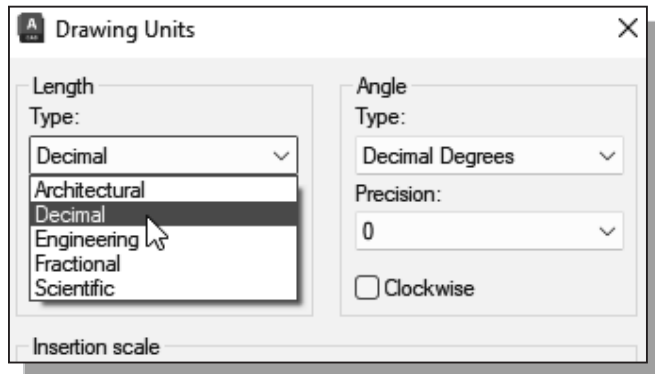 A
CAD
Drawing Units
Length
Type:
Decimal
Architectural
Decimal
Engineering
Fractional
Scientific
Angle
Type:
Decimal Degrees
Precision:
0
Clockwise
Insertion scale